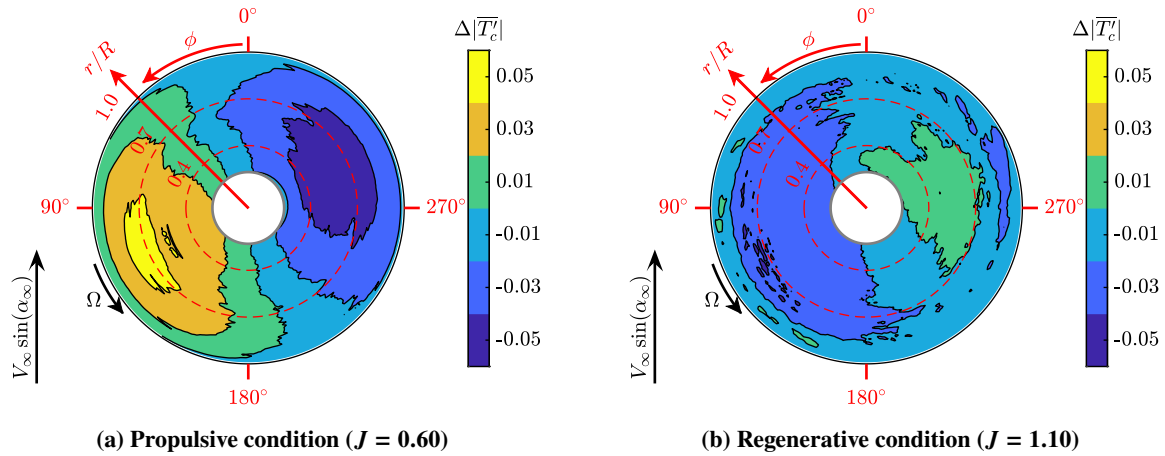 0°
ϕ
r/R
1.0
0.7
0.4
90°
270°
180°
Ω
V∞ sin(α∞)
Δ|T′c|
0.05
0.03
0.01
-0.01
-0.03
-0.05
(a) Propulsive condition (J = 0.60)
0°
ϕ
r/R
1.0
0.7
0.4
90°
270°
180°
Ω
V∞ sin(α∞)
Δ|T′c|
0.05
0.03
0.01
-0.01
-0.03
-0.05
(b) Regenerative condition (J = 1.10)